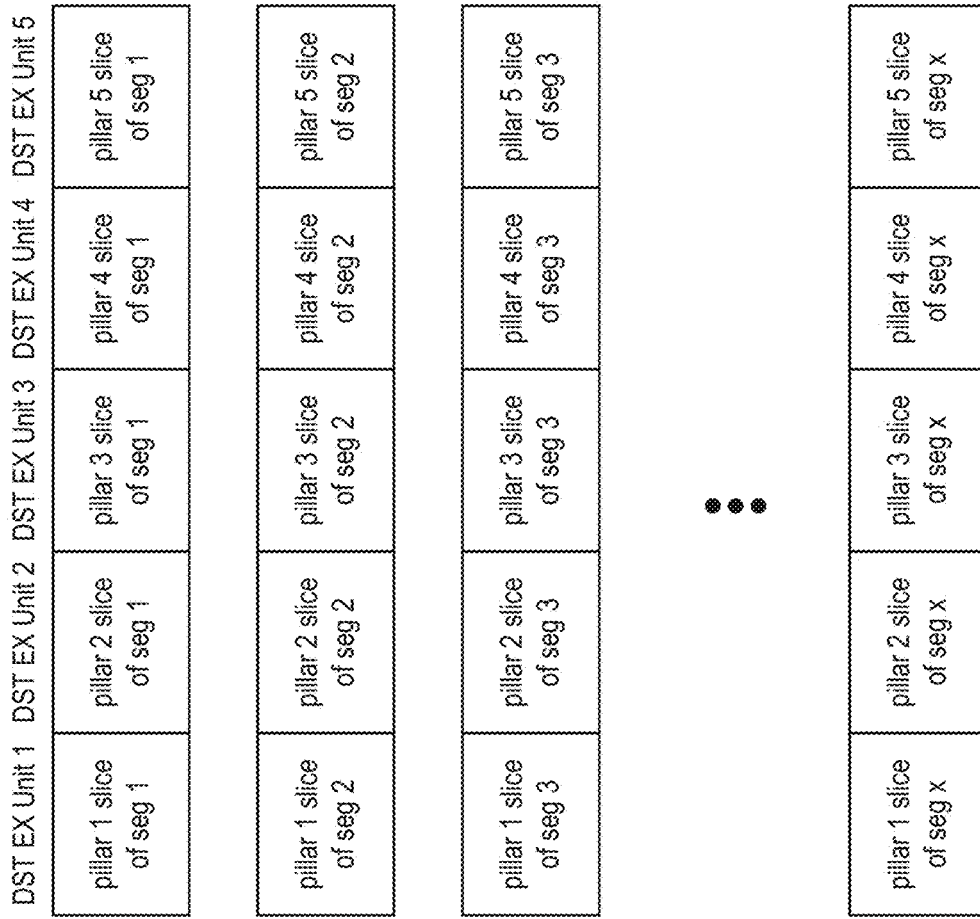 DST EX Unit 1 DST EX Unit 2 DST EX Unit 3 DST EX Unit 4 DST EX Unit 5
pillar 1 slice
of seg 1
pillar 2 slice
of seg 1
pillar 3 slice
of seg 1
pillar 4 slice
of seg 1
pillar 5 slice
of seg 1
pillar 1 slice
of seg 2
pillar 2 slice
of seg 2
pillar 3 slice
of seg 2
pillar 4 slice
of seg 2
pillar 5 slice
of seg 2
pillar 1 slice
of seg 3
pillar 2 slice
of seg 3
pillar 3 slice
of seg 3
pillar 4 slice
of seg 3
pillar 5 slice
of seg 3
pillar 1 slice
of seg x
pillar 2 slice
of seg x
pillar 3 slice
of seg x
pillar 4 slice
of seg x
pillar 5 slice
of seg x